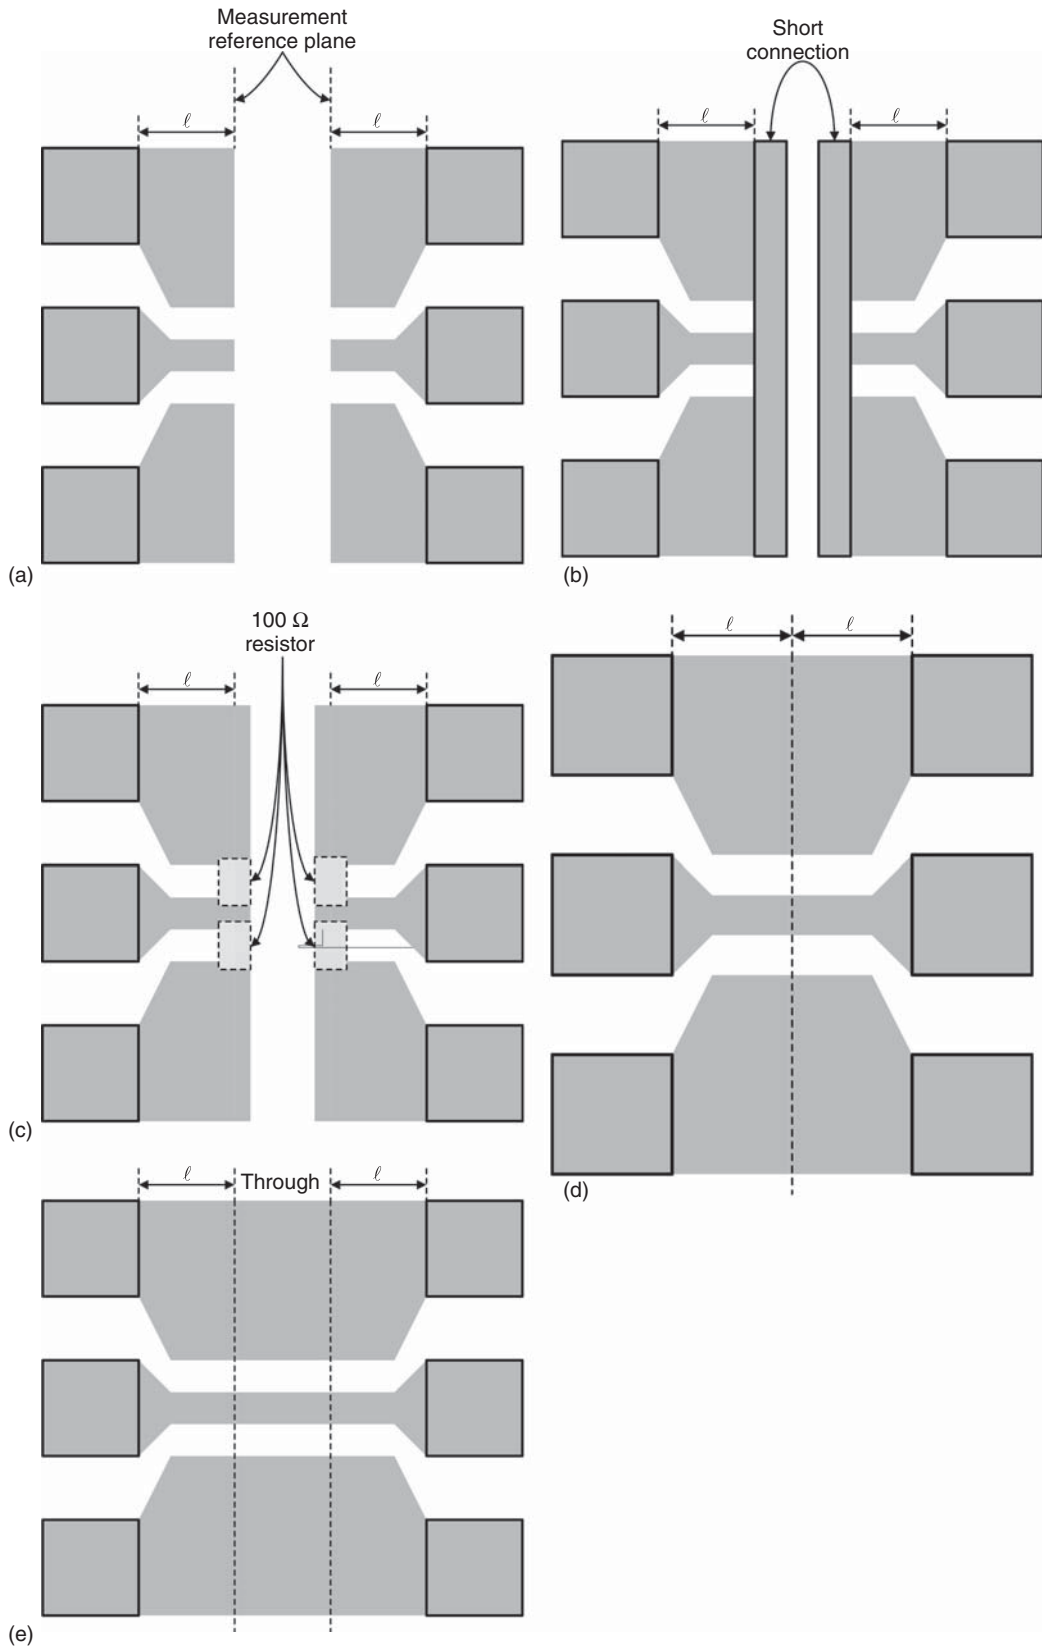 Measurement
reference plane
ℓ
ℓ
(a)
Short
connection
ℓ
ℓ
(b)
100 Ω
resistor
ℓ
ℓ
(c)
ℓ
ℓ
(d)
ℓ
Through
ℓ
(e)